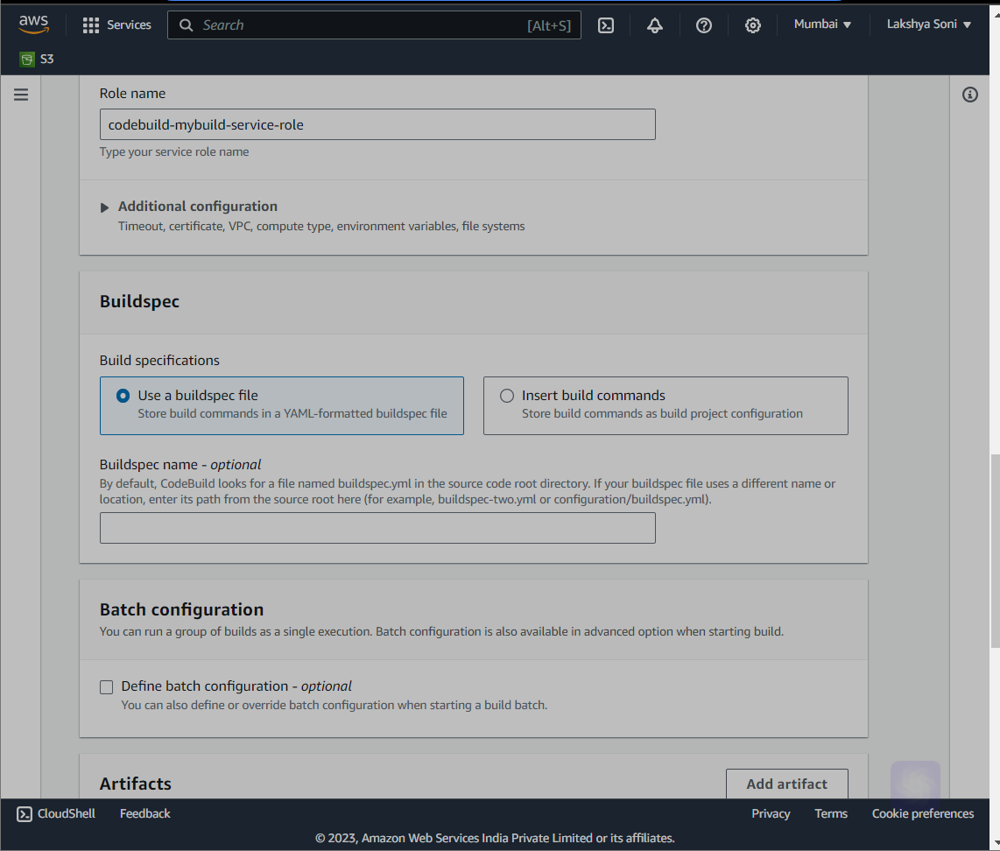 aws
Services
Search
[Alt+S]
Mumbai
Lakshya Soni
S3
Role name
codebuild-mybuild-service-role
Type your service role name
Additional configuration
Timeout, certificate, VPC, compute type, environment variables, file systems
Buildspec
Build specifications
Use a buildspec file
Store build commands in a YAML-formatted buildspec file
Insert build commands
Store build commands as build project configuration
Buildspec name - optional
By default, CodeBuild looks for a file named buildspec.yml in the source code root directory. If your buildspec file uses a different name or
location, enter its path from the source root here (for example, buildspec-two.yml or configuration/buildspec.yml).
Batch configuration
You can run a group of builds as a single execution. Batch configuration is also available in advanced option when starting build.
Define batch configuration - optional
You can also define or override batch configuration when starting a build batch.
Artifacts
Add artifact
CloudShell
Feedback
Privacy
Terms
Cookie preferences
© 2023, Amazon Web Services India Private Limited or its affiliates.